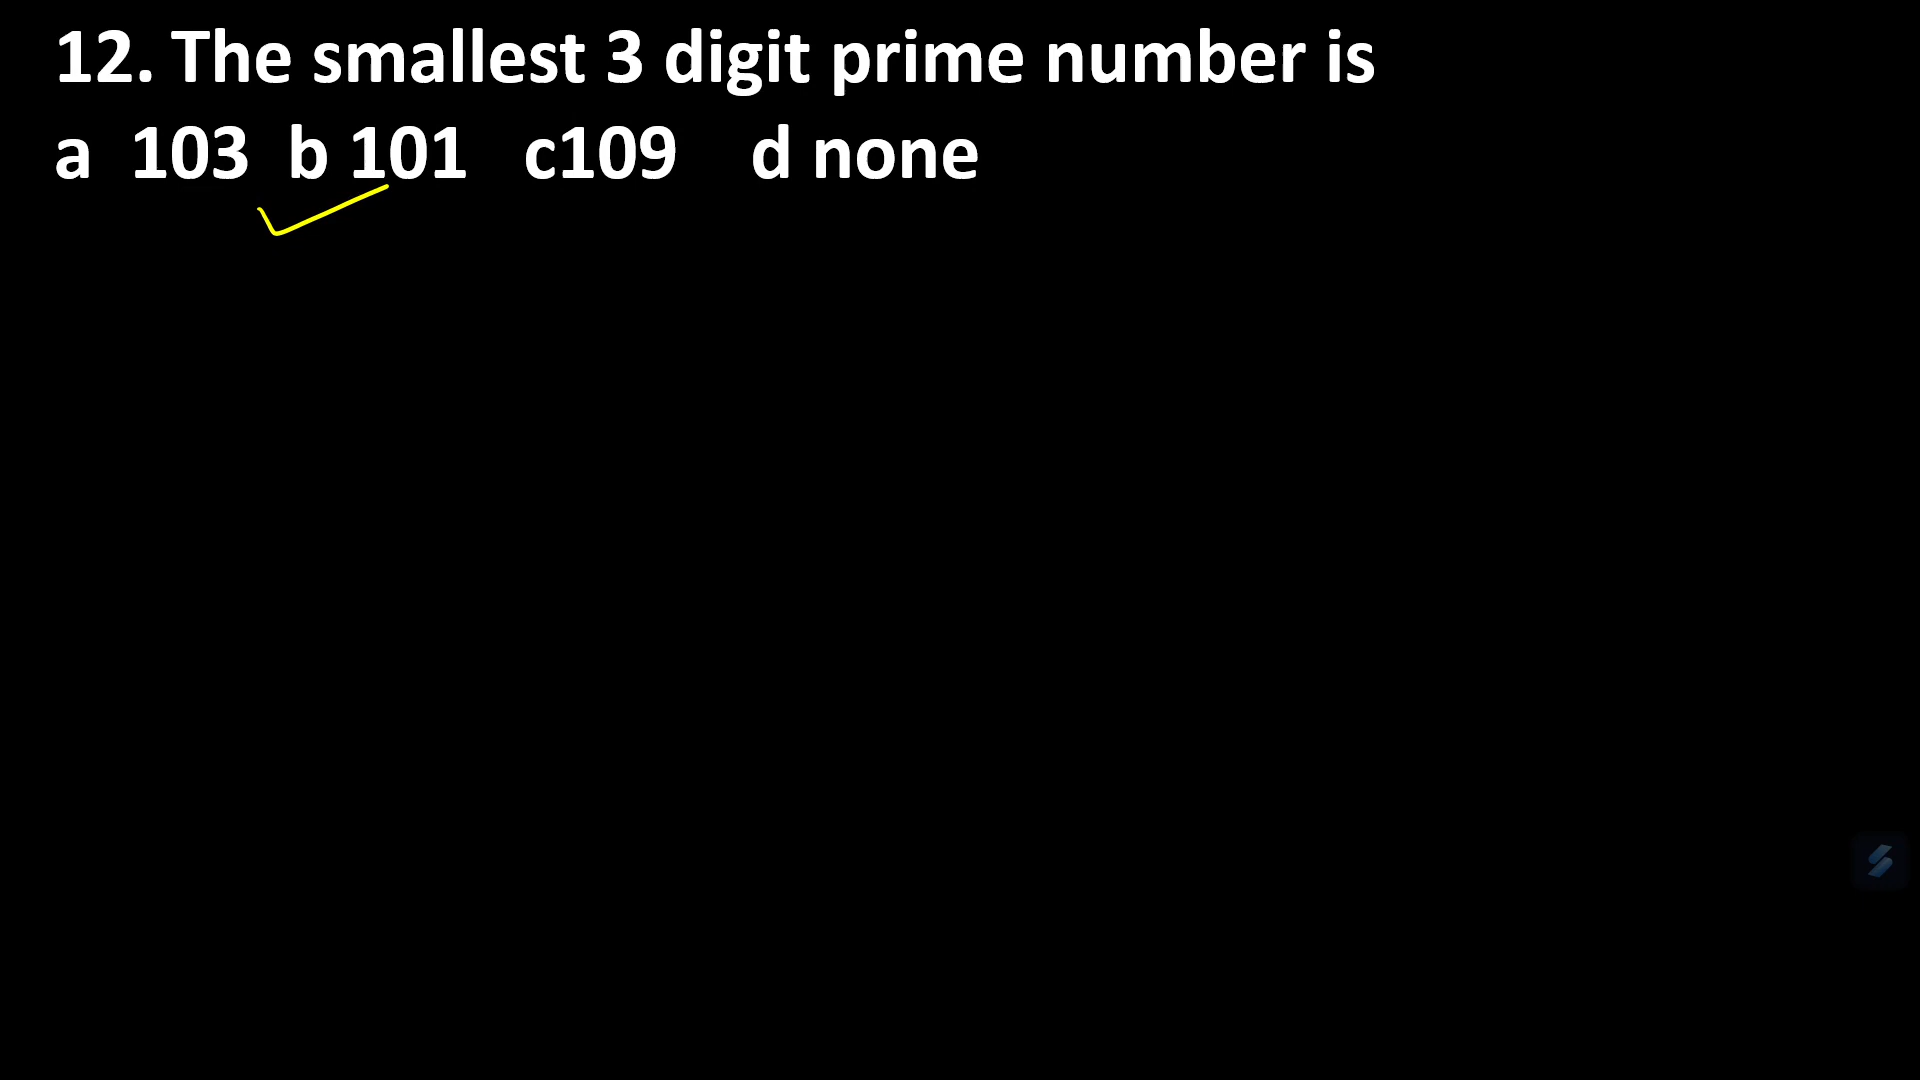 12. The smallest 3 digit prime number is
a 103 b 101 c109 d none